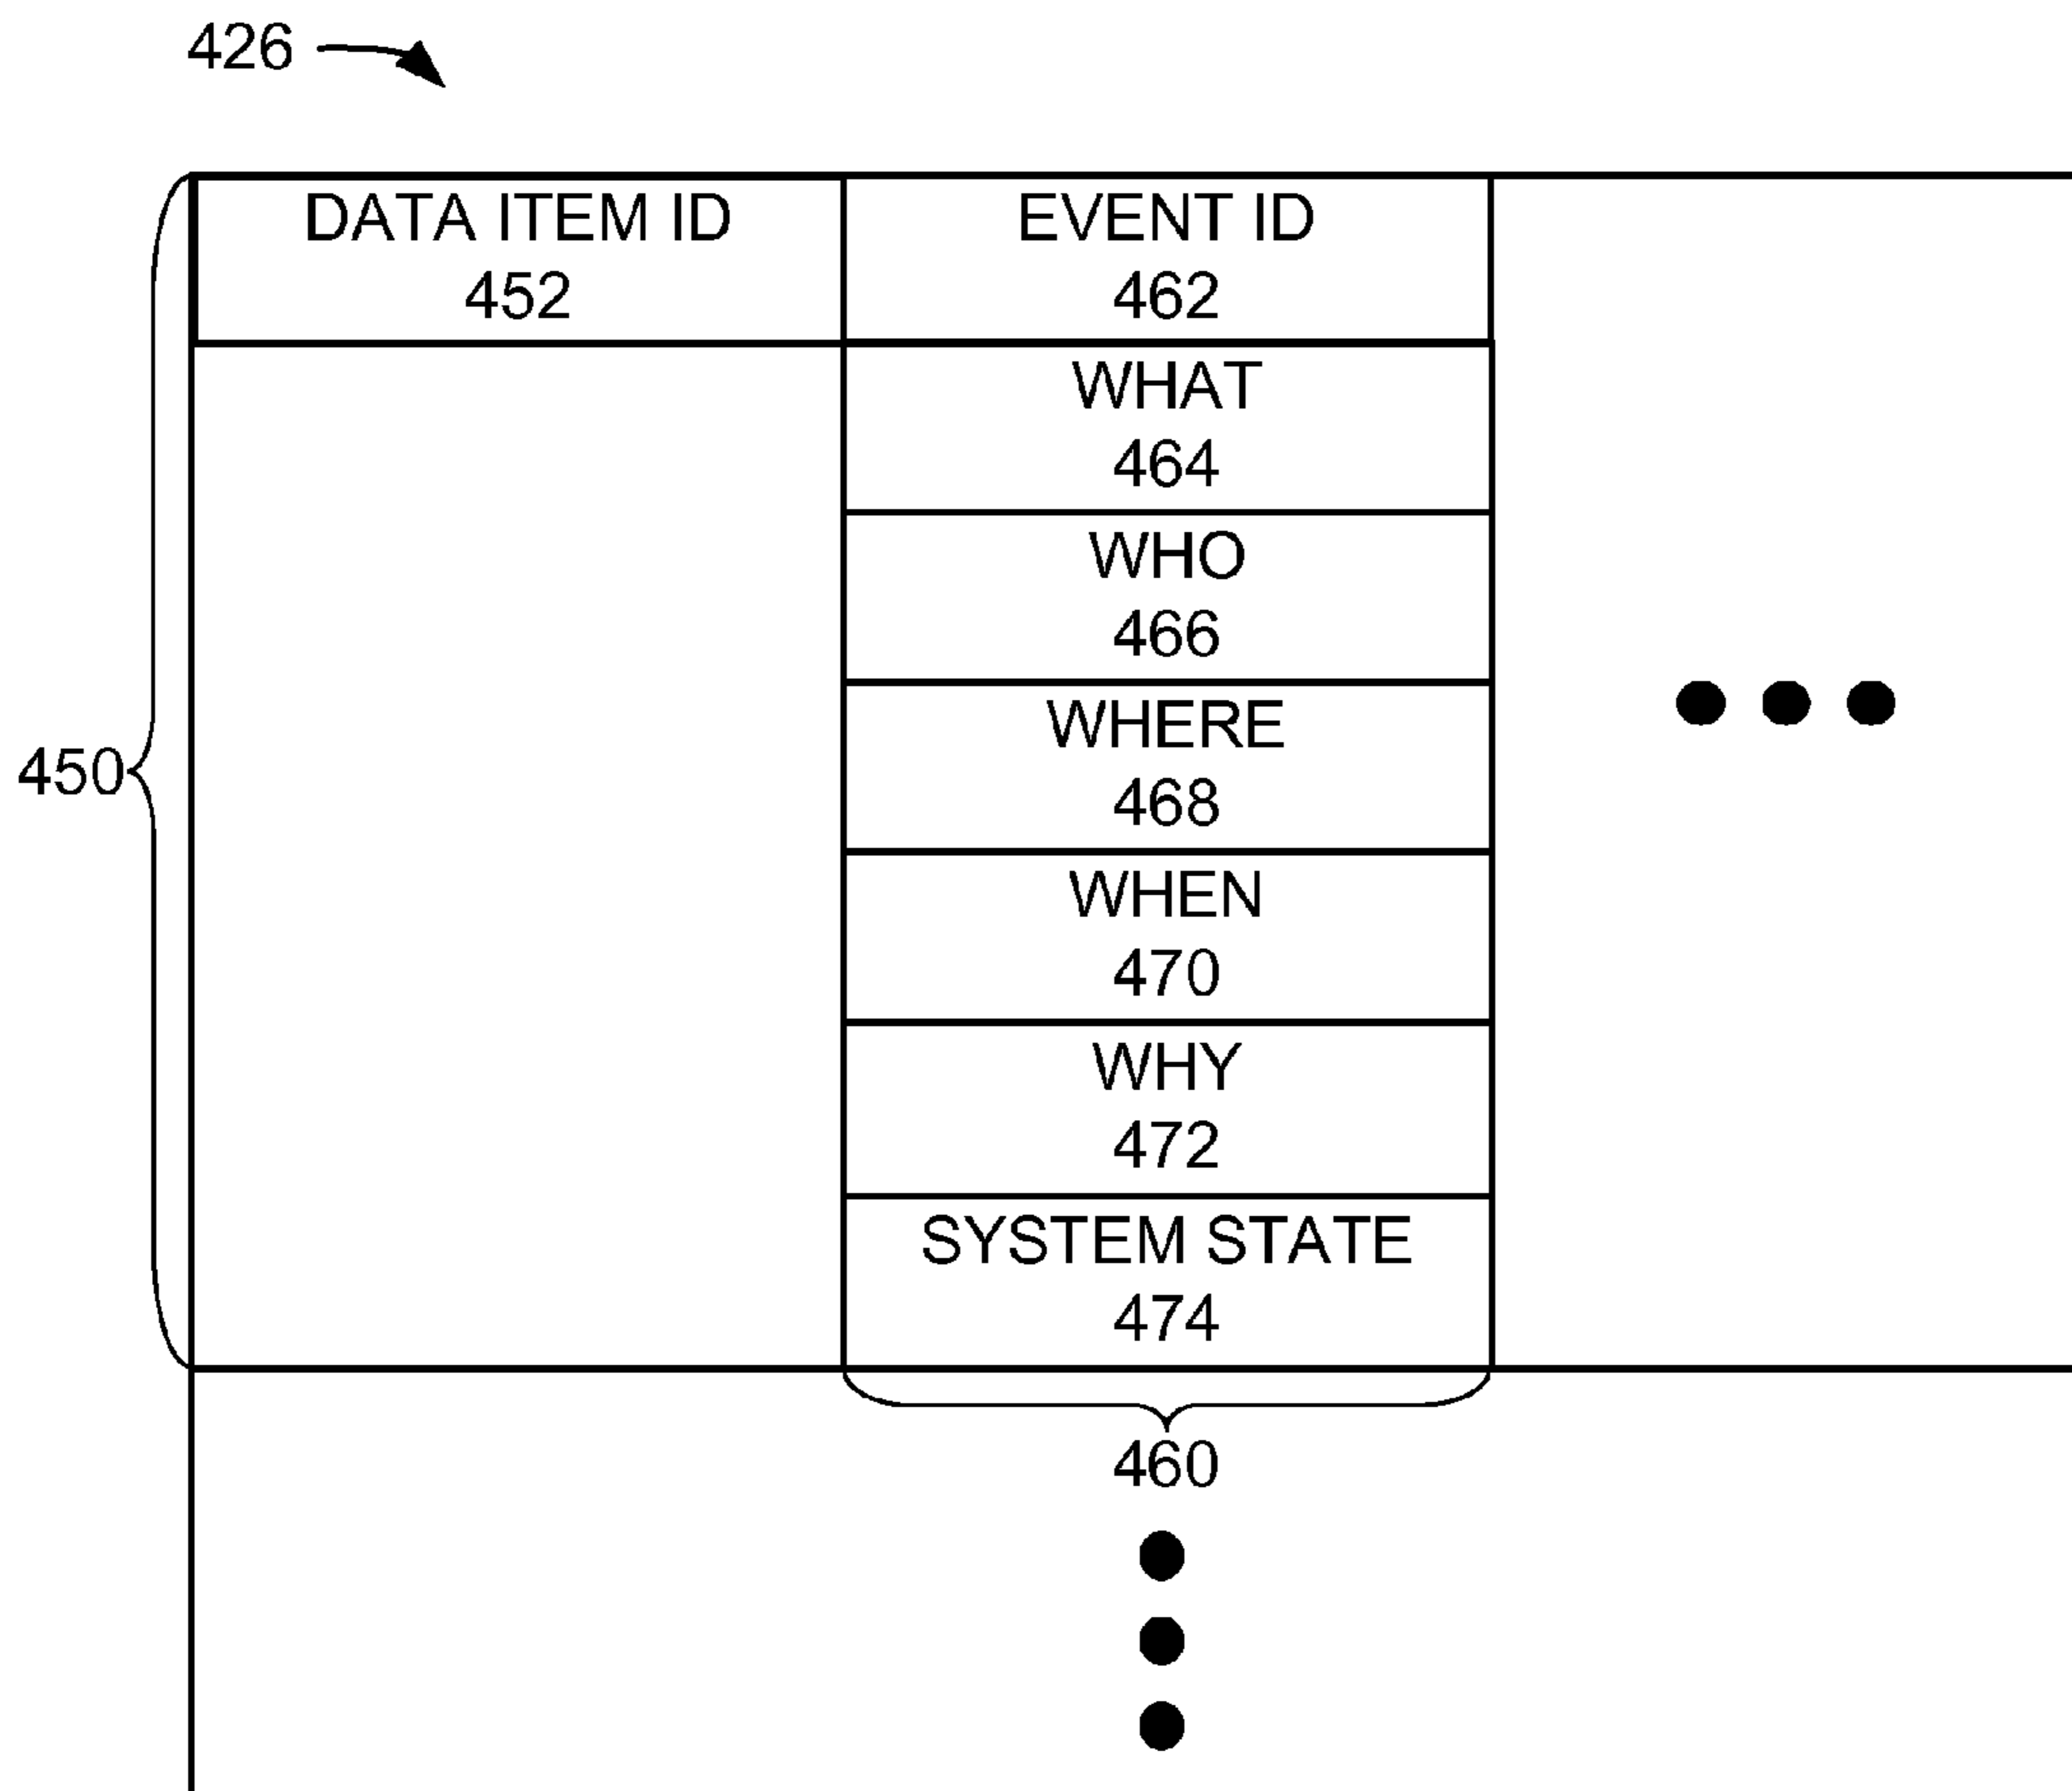 426
DATA ITEM ID
452
EVENT ID
462
WHAT
464
WHO
466
WHERE
468
450
WHEN
470
WHY
472
SYSTEM STATE
474
460